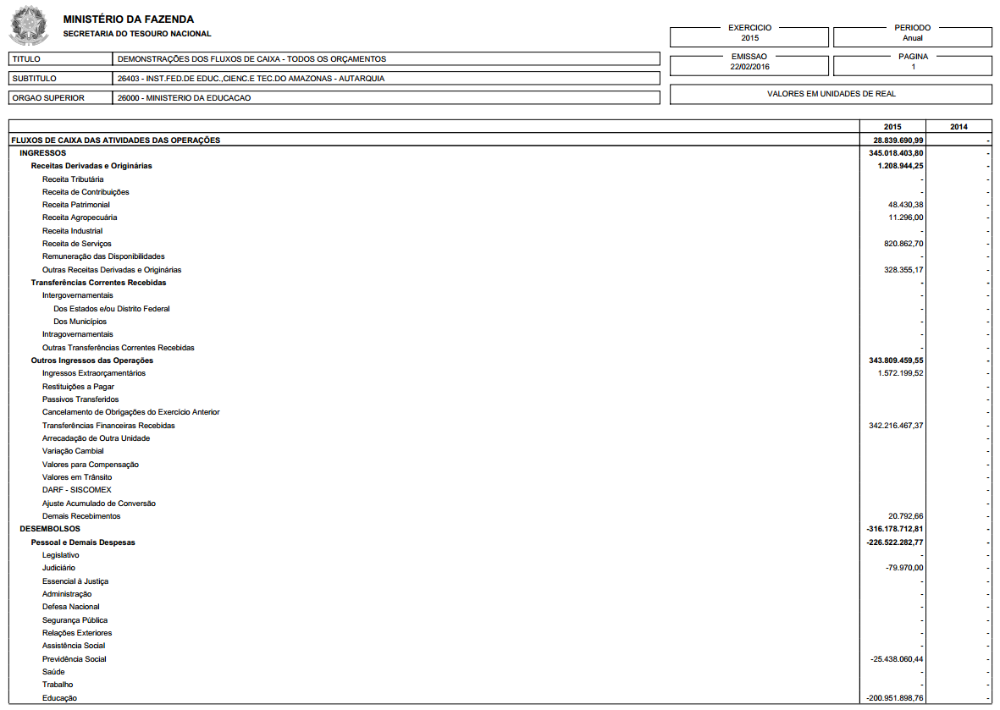 MINISTÉRIO DA FAZENDA
SECRETARIA DO TESOURO NACIONAL
EXERCICIO
2015
PERIODO
Anual
EMISSAO
22/02/2016
PAGINA
1
TITULO DEMONSTRAÇÕES DOS FLUXOS DE CAIXA - TODOS OS ORÇAMENTOS
SUBTITULO 26403 - INST.FED.DE EDUC.,CIENC.E TEC.DO AMAZONAS - AUTARQUIA
ORGAO SUPERIOR 26000 - MINISTERIO DA EDUCACAO
VALORES EM UNIDADES DE REAL
2015 2014
FLUXOS DE CAIXA DAS ATIVIDADES DAS OPERAÇÕES 28.839.690,99 -
INGRESSOS 345.018.403,80 -
Receitas Derivadas e Originárias 1.208.944,25 -
Receita Tributária - -
Receita de Contribuições - -
Receita Patrimonial 48.430,38 -
Receita Agropecuária 11.296,00 -
Receita Industrial - -
Receita de Serviços 820.862,70 -
Remuneração das Disponibilidades - -
Outras Receitas Derivadas e Originárias 328.355,17 -
Transferências Correntes Recebidas - -
Intergovernamentais - -
Dos Estados e/ou Distrito Federal - -
Dos Municípios - -
Intragovernamentais - -
Outras Transferências Correntes Recebidas - -
Outros Ingressos das Operações 343.809.459,55 -
Ingressos Extraorçamentários 1.572.199,52 -
Restituições a Pagar -
Passivos Transferidos -
Cancelamento de Obrigações do Exercício Anterior -
Transferências Financeiras Recebidas 342.216.467,37 -
Arrecadação de Outra Unidade -
Variação Cambial -
Valores para Compensação -
Valores em Trânsito -
DARF - SISCOMEX -
Ajuste Acumulado de Conversão -
Demais Recebimentos 20.792,66 -
DESEMBOLSOS -316.178.712,81 -
Pessoal e Demais Despesas -226.522.282,77 -
Legislativo - -
Judiciário -79.970,00 -
Essencial à Justiça - -
Administração - -
Defesa Nacional - -
Segurança Pública - -
Relações Exteriores - -
Assistência Social - -
Previdência Social -25.438.060,44 -
Saúde - -
Trabalho - -
Educação -200.951.898,76 -